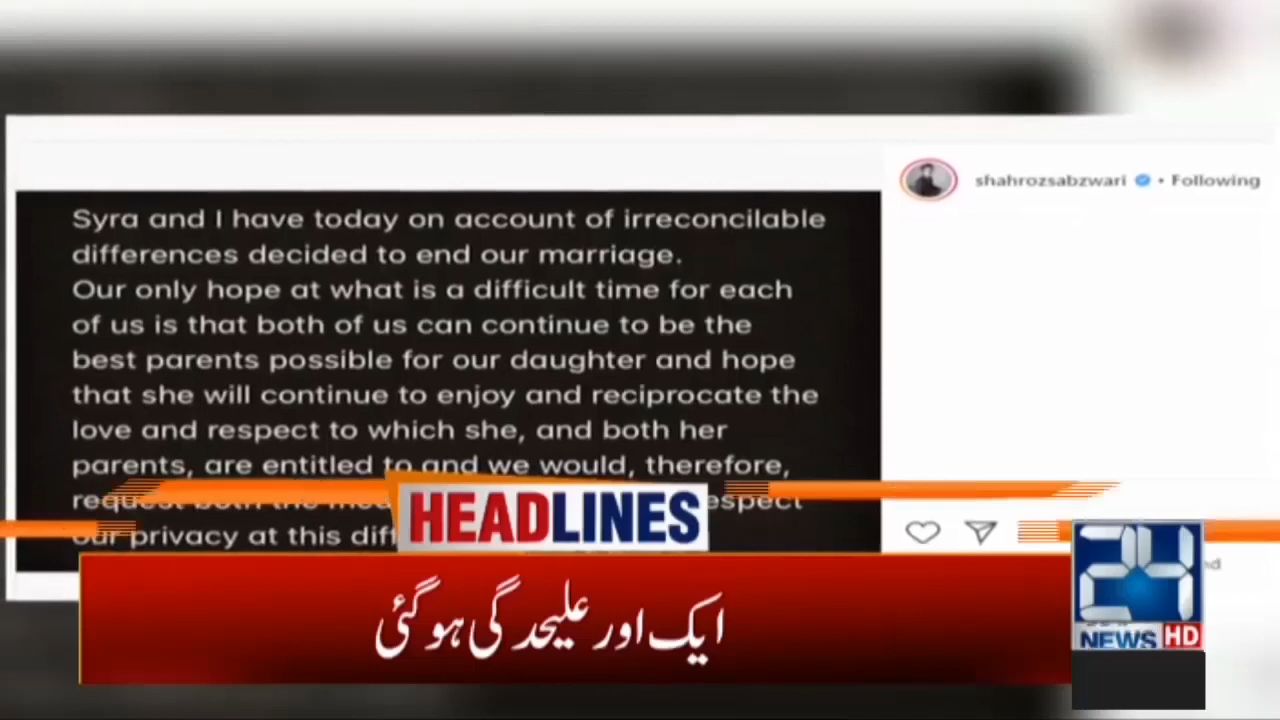 shahrozsabzwari • Following
Syra and I have today on account of irreconcilable
differences decided to end our marriage.
Our only hope at what is a difficult time for each
of us is that both of us can continue to be the
best parents possible for our daughter and hope
that she will continue to enjoy and reciprocate the
love and respect to which she, and both her
parents, are entitled to and we would, therefore,
request both the
our privacy at this
HEADLINES
ایک اور علیحدگی ہوگئی
24
NEWS HD